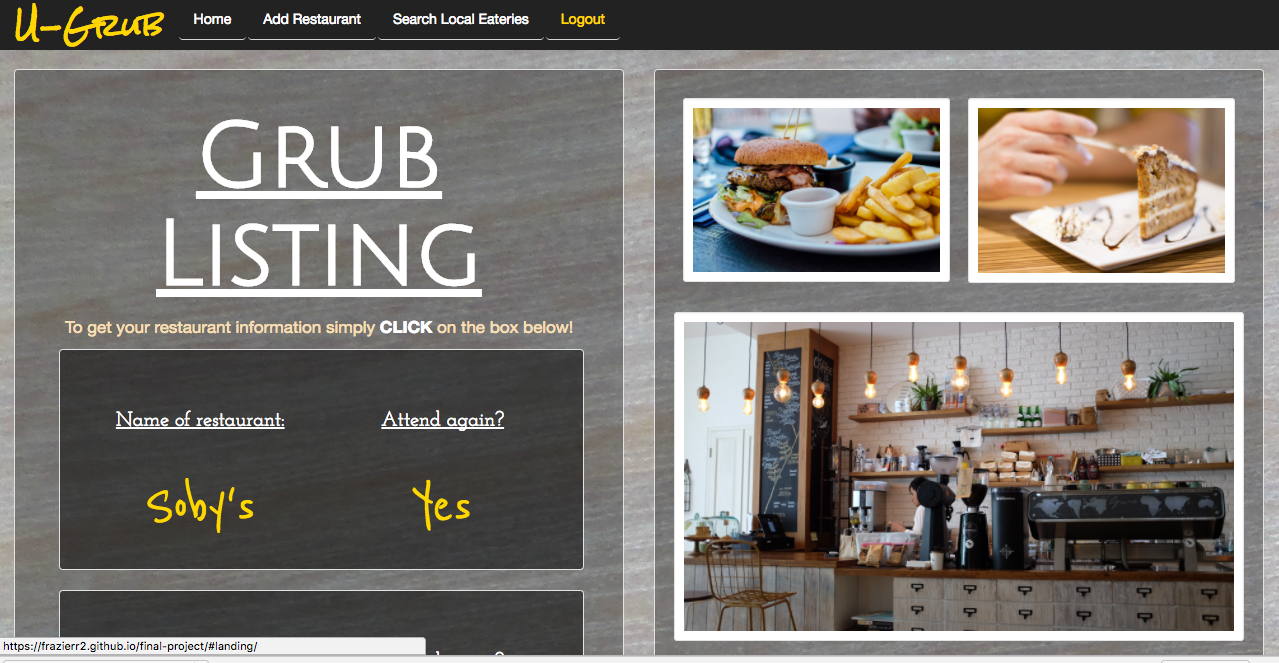 U-Grub Home Add Restaurant Search Local Eateries Logout
Grub
Listing
To get your restaurant information simply CLICK on the box below!
Name of restaurant: Attend again?
Soby's Yes
https://frazierr2.github.io/final-project/#landing/